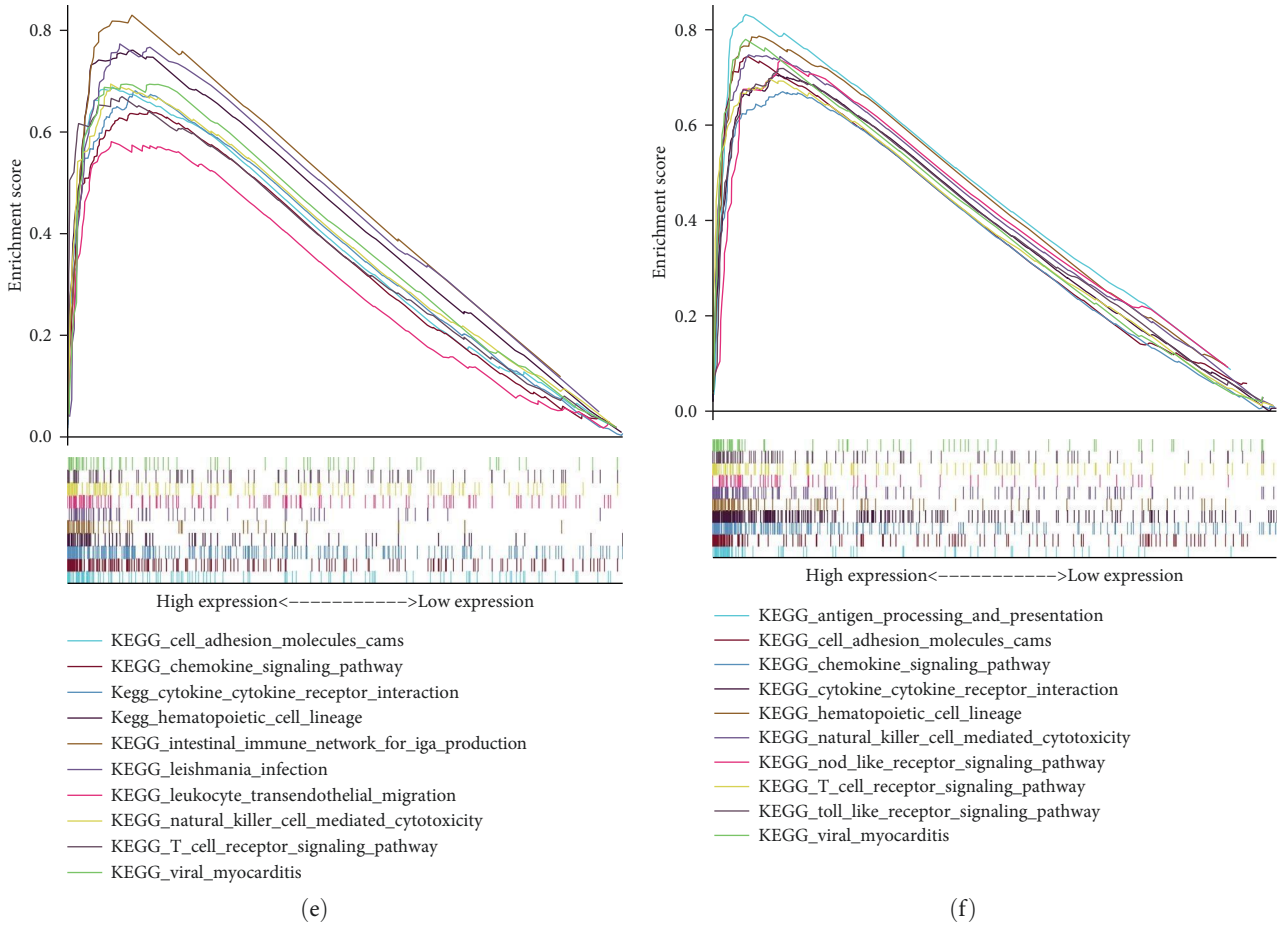 Enrichment score
0.8
0.6
0.4
0.2
0.0
High expression<----------->Low expression
KEGG_cell_adhesion_molecules_cams
KEGG_chemokine_signaling_pathway
Kegg_cytokine_cytokine_receptor_interaction
Kegg_hematopoietic_cell_lineage
KEGG_intestinal_immune_network_for_iga_production
KEGG_leishmania_infection
KEGG_leukocyte_transendothelial_migration
KEGG_natural_killer_cell_mediated_cytotoxicity
KEGG_T_cell_receptor_signaling_pathway
KEGG_viral_myocarditis
(e)
Enrichment score
0.8
0.6
0.4
0.2
0.0
High expression<----------->Low expression
KEGG_antigen_processing_and_presentation
KEGG_cell_adhesion_molecules_cams
KEGG_chemokine_signaling_pathway
KEGG_cytokine_cytokine_receptor_interaction
KEGG_hematopoietic_cell_lineage
KEGG_natural_killer_cell_mediated_cytotoxicity
KEGG_nod_like_receptor_signaling_pathway
KEGG_T_cell_receptor_signaling_pathway
KEGG_toll_like_receptor_signaling_pathway
KEGG_viral_myocarditis
(f)